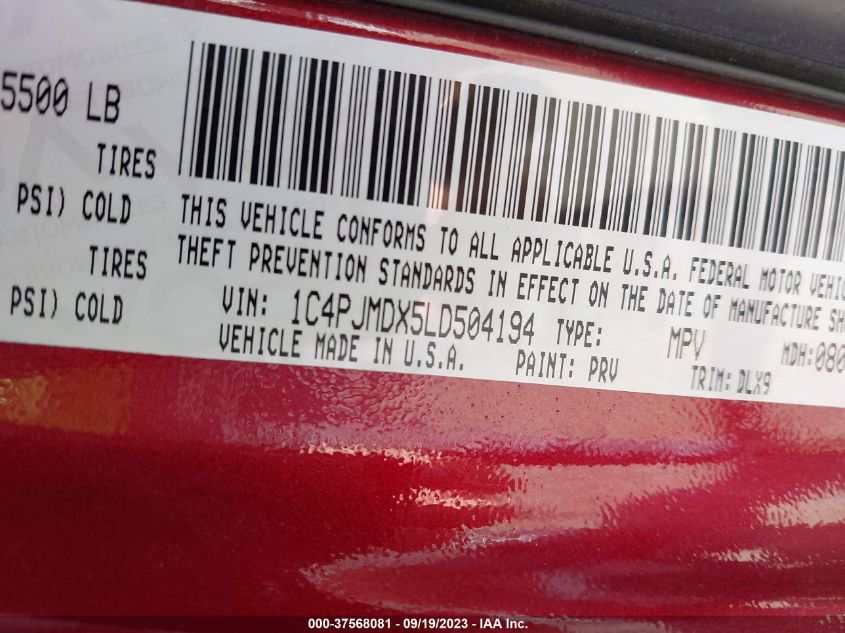 5500 LB
TIRES
PSI) COLD
TIRES
PSI) COLD
THIS VEHICLE CONFORMS TO ALL APPLICABLE U.S.A. FEDERAL MOTOR VEHIC
THEFT PREVENTION STANDARDS IN EFFECT ON THE DATE OF MANUFACTURE SH
VIN: 1C4PJMDX5LD504194 TYPE: MPV MDH:080
VEHICLE MADE IN U.S.A. PAINT: PRV TRIM: DLX9
000-37568081 - 09/19/2023 - IAA Inc.